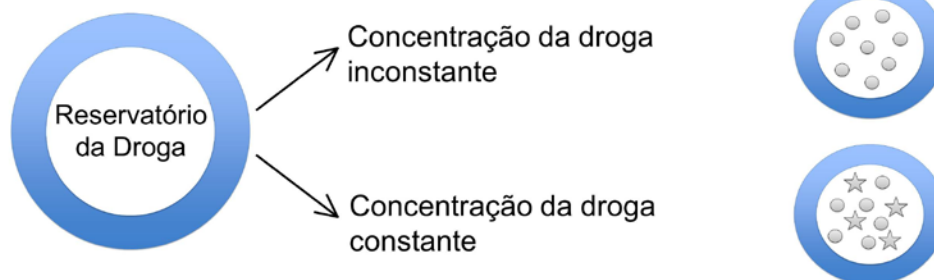 Reservatório
da Droga
Concentração da droga
inconstante
Concentração da droga
constante